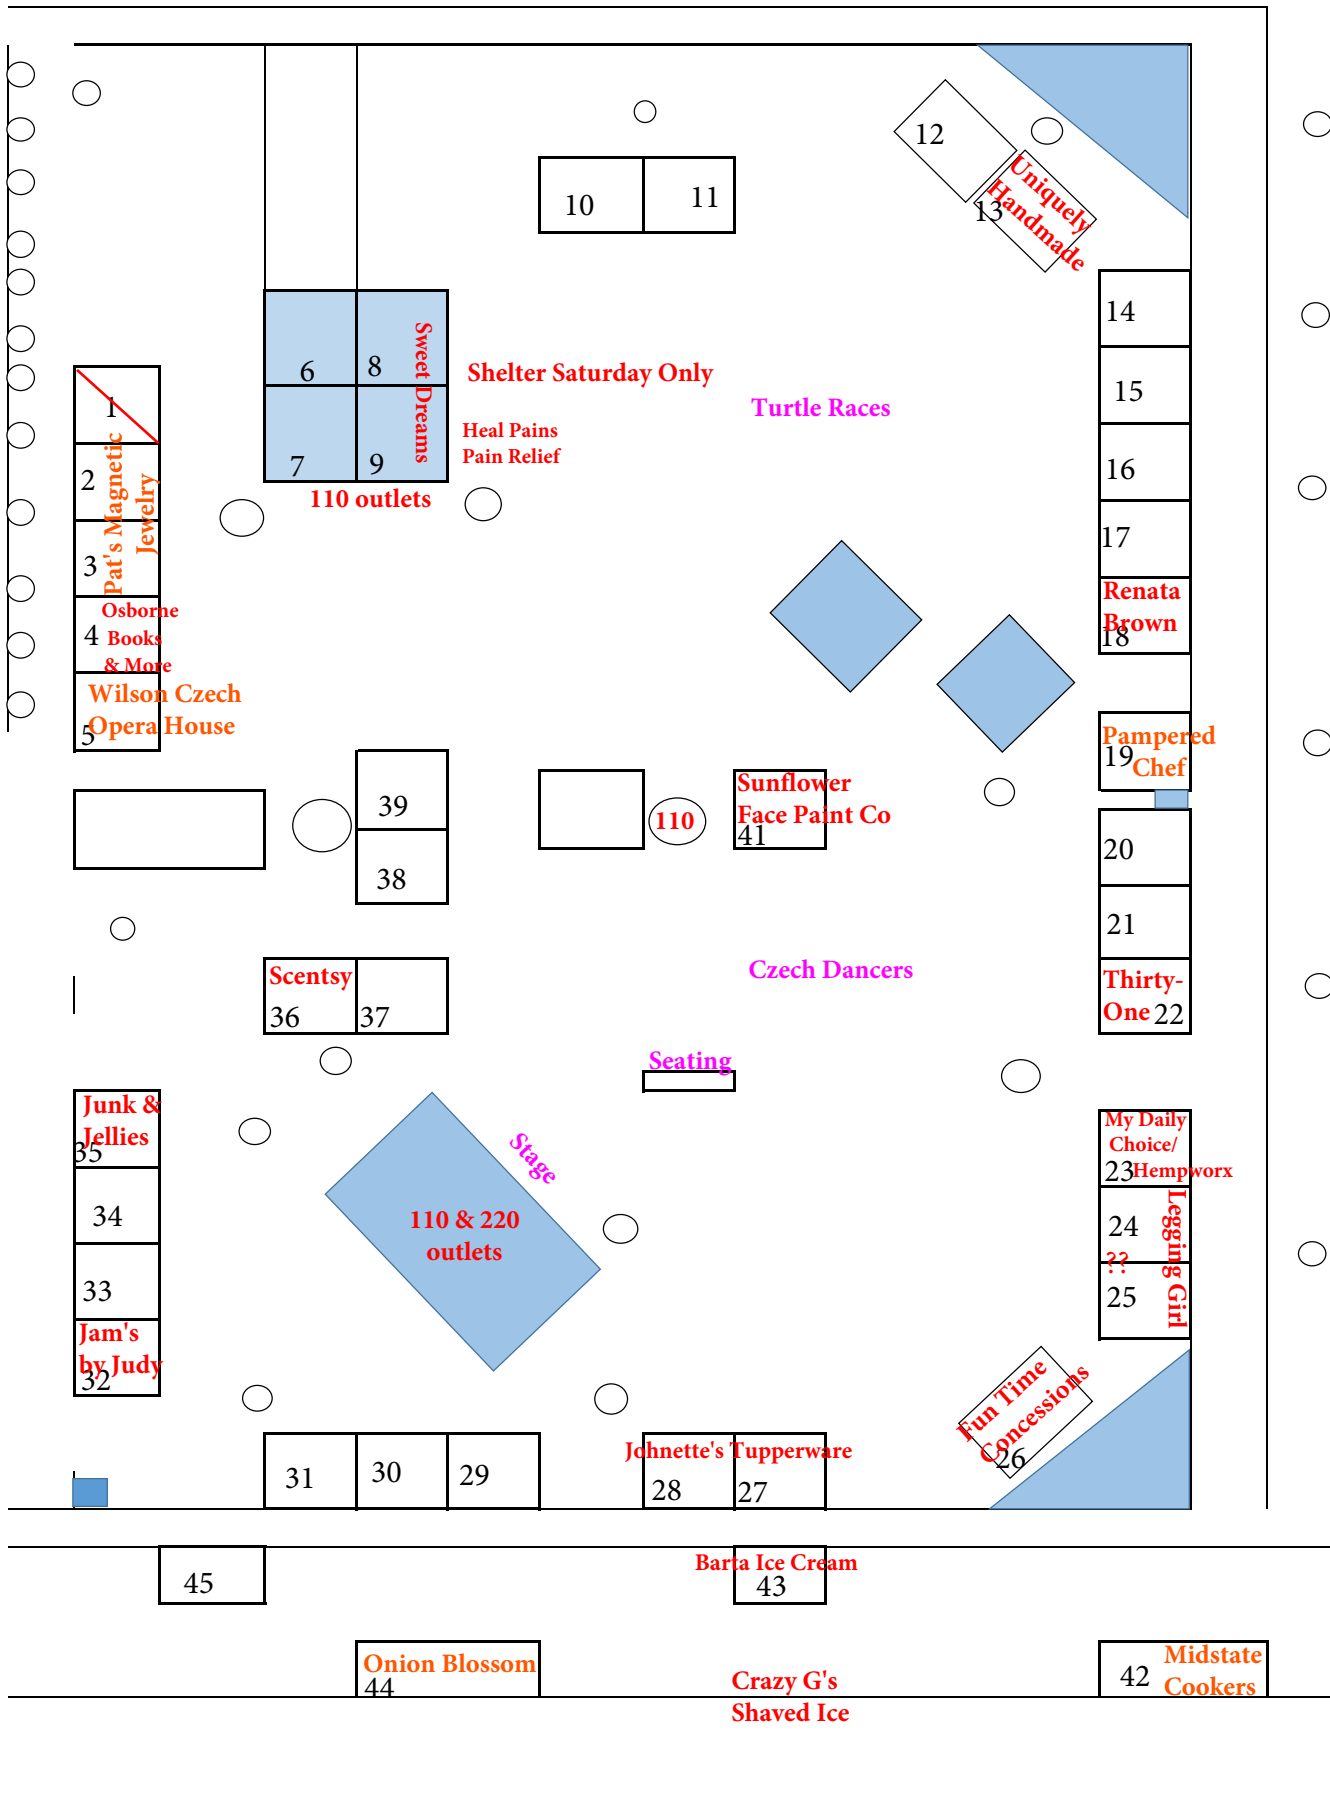 12
Uniquely
Handmade
13
10
11
14
15
16
17
Renata
Brown
18
6
8
Sweet Dreams
7
9
Shelter Saturday Only
Heal Pains
Pain Relief
110 outlets
Turtle Races
1
2
Pat's Magnetic
Jewelry
3
Osborne
4 Books
& More
Wilson Czech
Opera House
5
Pampered
19 Chef
39
38
110
Sunflower
Face Paint Co
41
20
21
Thirty-
One 22
Scentsy
36
37
Czech Dancers
Seating
Stage
110 & 220
outlets
Junk &
Jellies
35
34
33
Jam's
by Judy
32
My Daily
Choice/
23 Hempworx
24
??
25
Legging Girl
Fun Time
Concessions
26
31
30
29
Johnette's Tupperware
28
27
45
Barta Ice Cream
43
Onion Blossom
44
Crazy G's
Shaved Ice
42
Midstate
Cookers